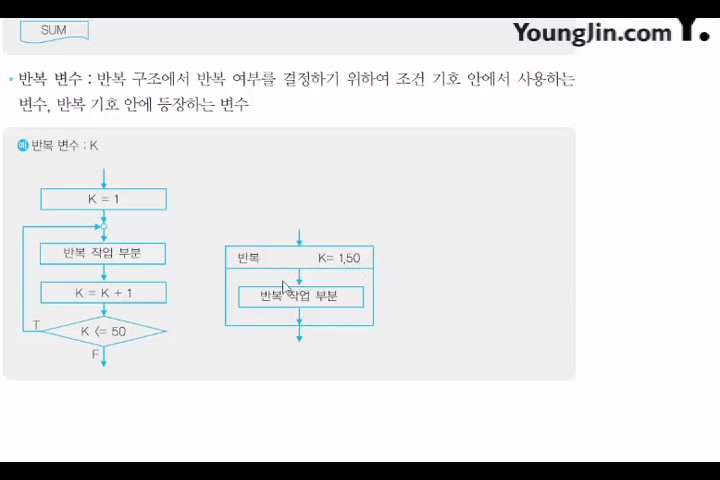 SUM
YoungJin.com Y.
• 반복 변수 : 반복 구조에서 반복 여부를 결정하기 위하여 조건 기호 안에서 사용하는
변수, 반복 기호 안에 등장하는 변수
예 반복 변수 : K
K = 1
반복 작업 부분
K = K + 1
T
K <= 50
F
반복 K= 1,50
반복 작업 부분